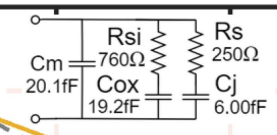 Rsi Rs
760Ω 250Ω
Cm
20.1fF Cox Cj
19.2fF 6.00fF